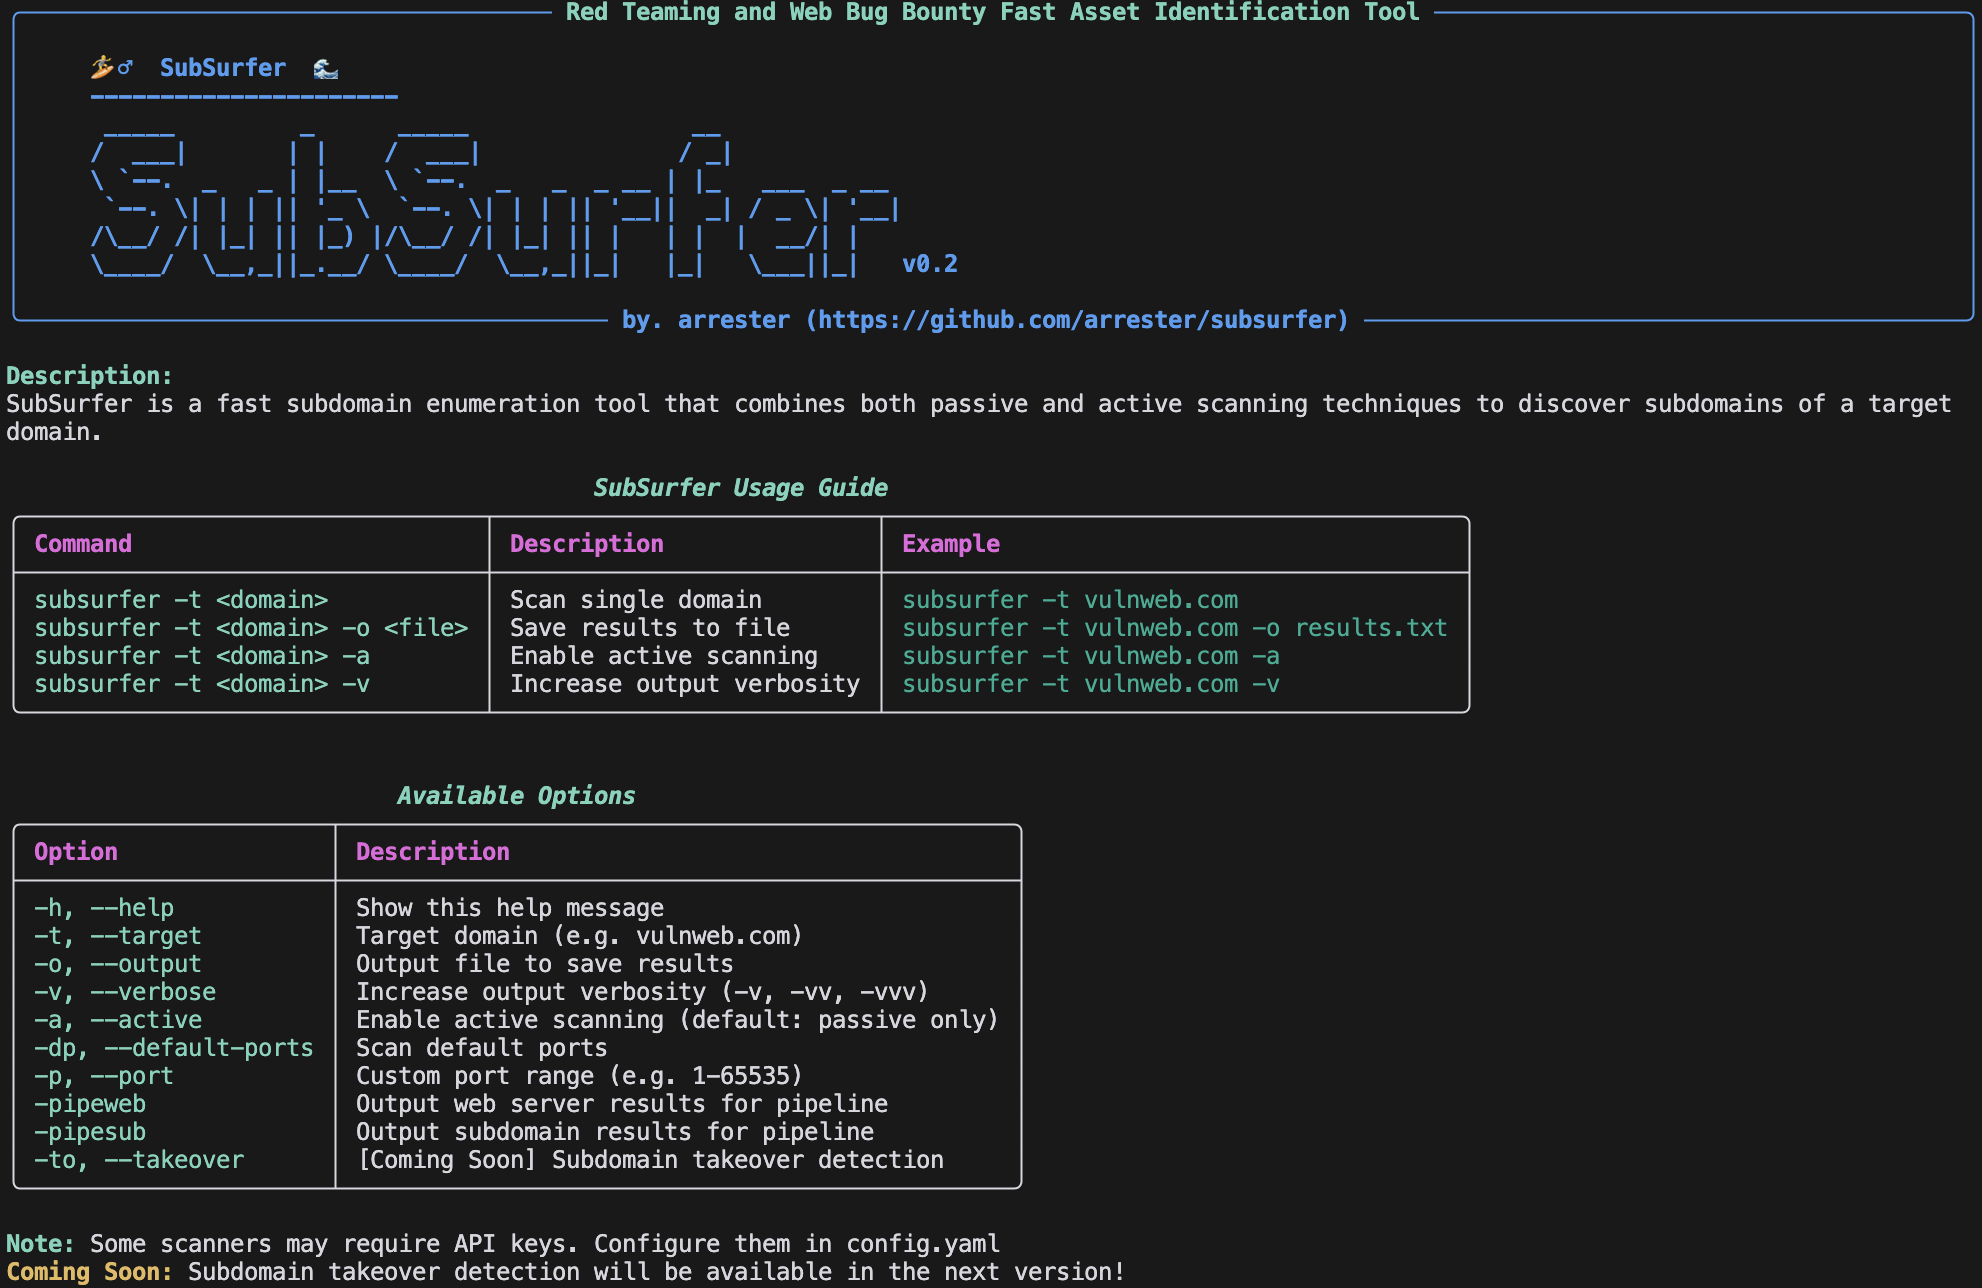 Red Teaming and Web Bug Bounty Fast Asset Identification Tool
🏄♂ SubSurfer 🌊
----------------------
SubSurfer v0.2
by. arrester (https://github.com/arrester/subsurfer)
Description:
SubSurfer is a fast subdomain enumeration tool that combines both passive and active scanning techniques to discover subdomains of a target
domain.
SubSurfer Usage Guide
Command Description Example
subsurfer -t <domain> Scan single domain subsurfer -t vulnweb.com
subsurfer -t <domain> -o <file> Save results to file subsurfer -t vulnweb.com -o results.txt
subsurfer -t <domain> -a Enable active scanning subsurfer -t vulnweb.com -a
subsurfer -t <domain> -v Increase output verbosity subsurfer -t vulnweb.com -v
Available Options
Option Description
-h, --help Show this help message
-t, --target Target domain (e.g. vulnweb.com)
-o, --output Output file to save results
-v, --verbose Increase output verbosity (-v, -vv, -vvv)
-a, --active Enable active scanning (default: passive only)
-dp, --default-ports Scan default ports
-p, --port Custom port range (e.g. 1-65535)
-pipeweb Output web server results for pipeline
-pipesub Output subdomain results for pipeline
-to, --takeover [Coming Soon] Subdomain takeover detection
Note: Some scanners may require API keys. Configure them in config.yaml
Coming Soon: Subdomain takeover detection will be available in the next version!